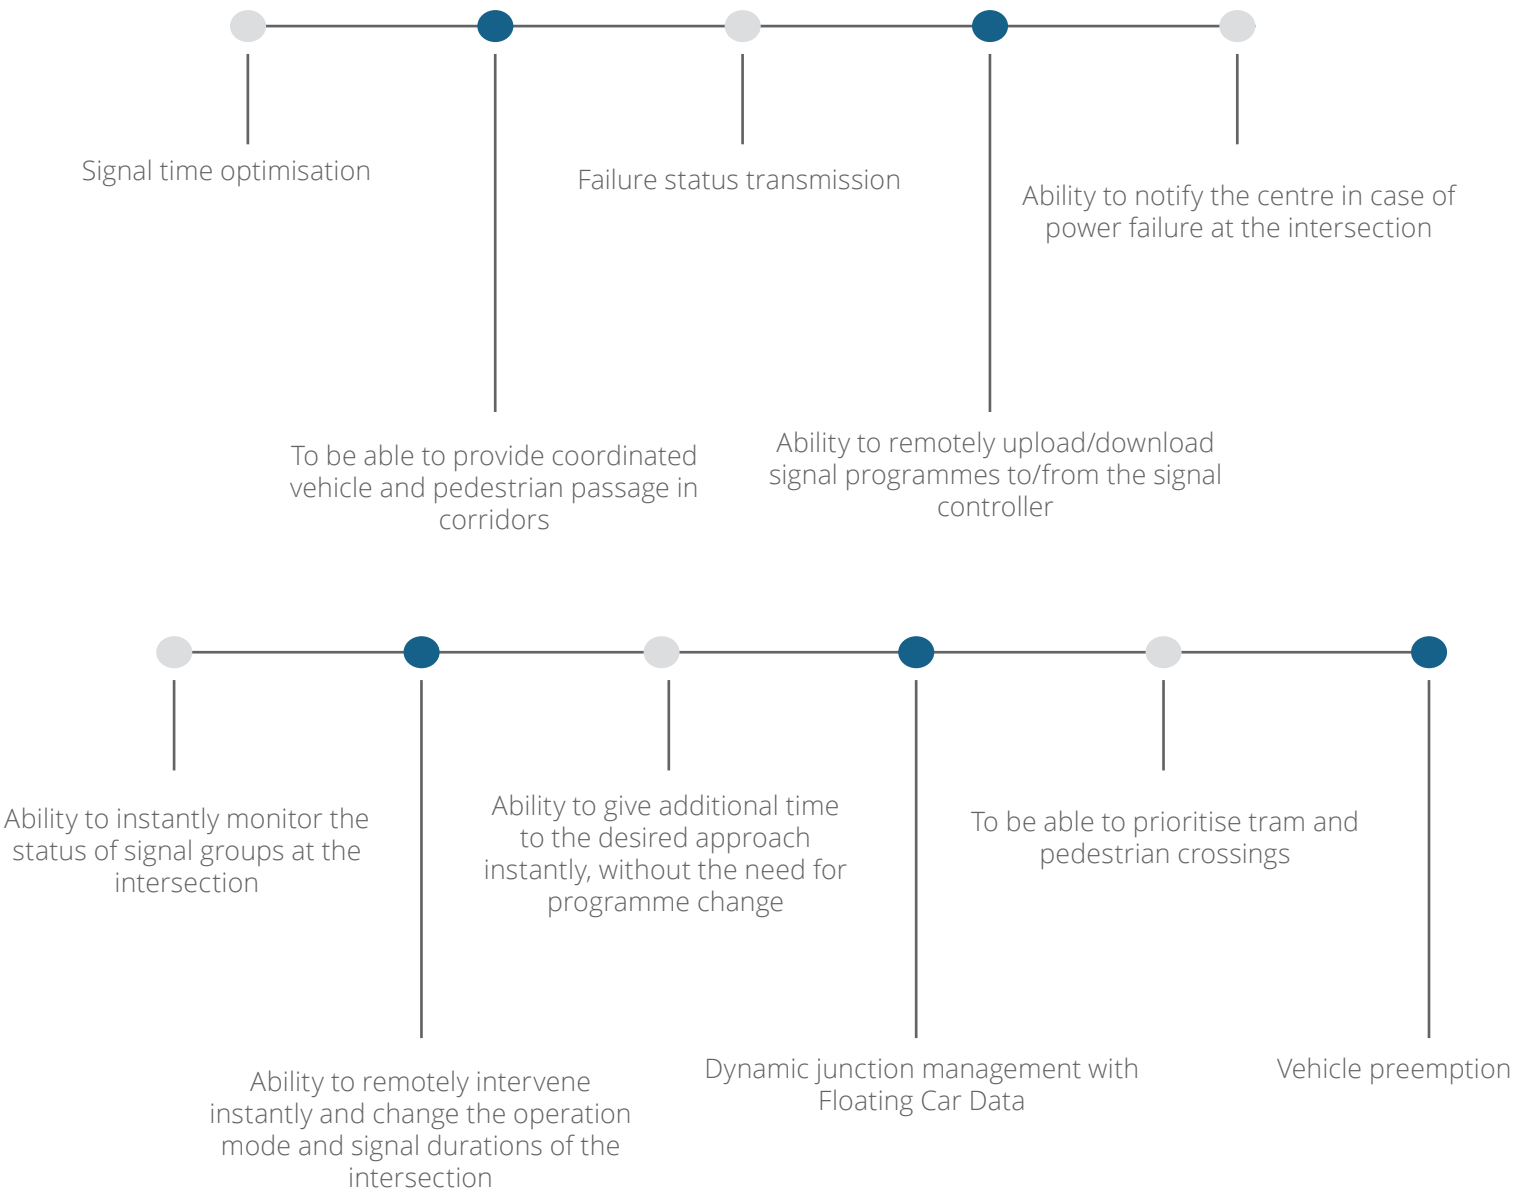 Signal time optimisation
To be able to provide coordinated
vehicle and pedestrian passage in
corridors
Failure status transmission
Ability to remotely upload/download
signal programmes to/from the signal
controller
Ability to notify the centre in case of
power failure at the intersection
Ability to instantly monitor the
status of signal groups at the
intersection
Ability to remotely intervene
instantly and change the operation
mode and signal durations of the
intersection
Ability to give additional time
to the desired approach
instantly, without the need for
programme change
Dynamic junction management with
Floating Car Data
To be able to prioritise tram and
pedestrian crossings
Vehicle preemption